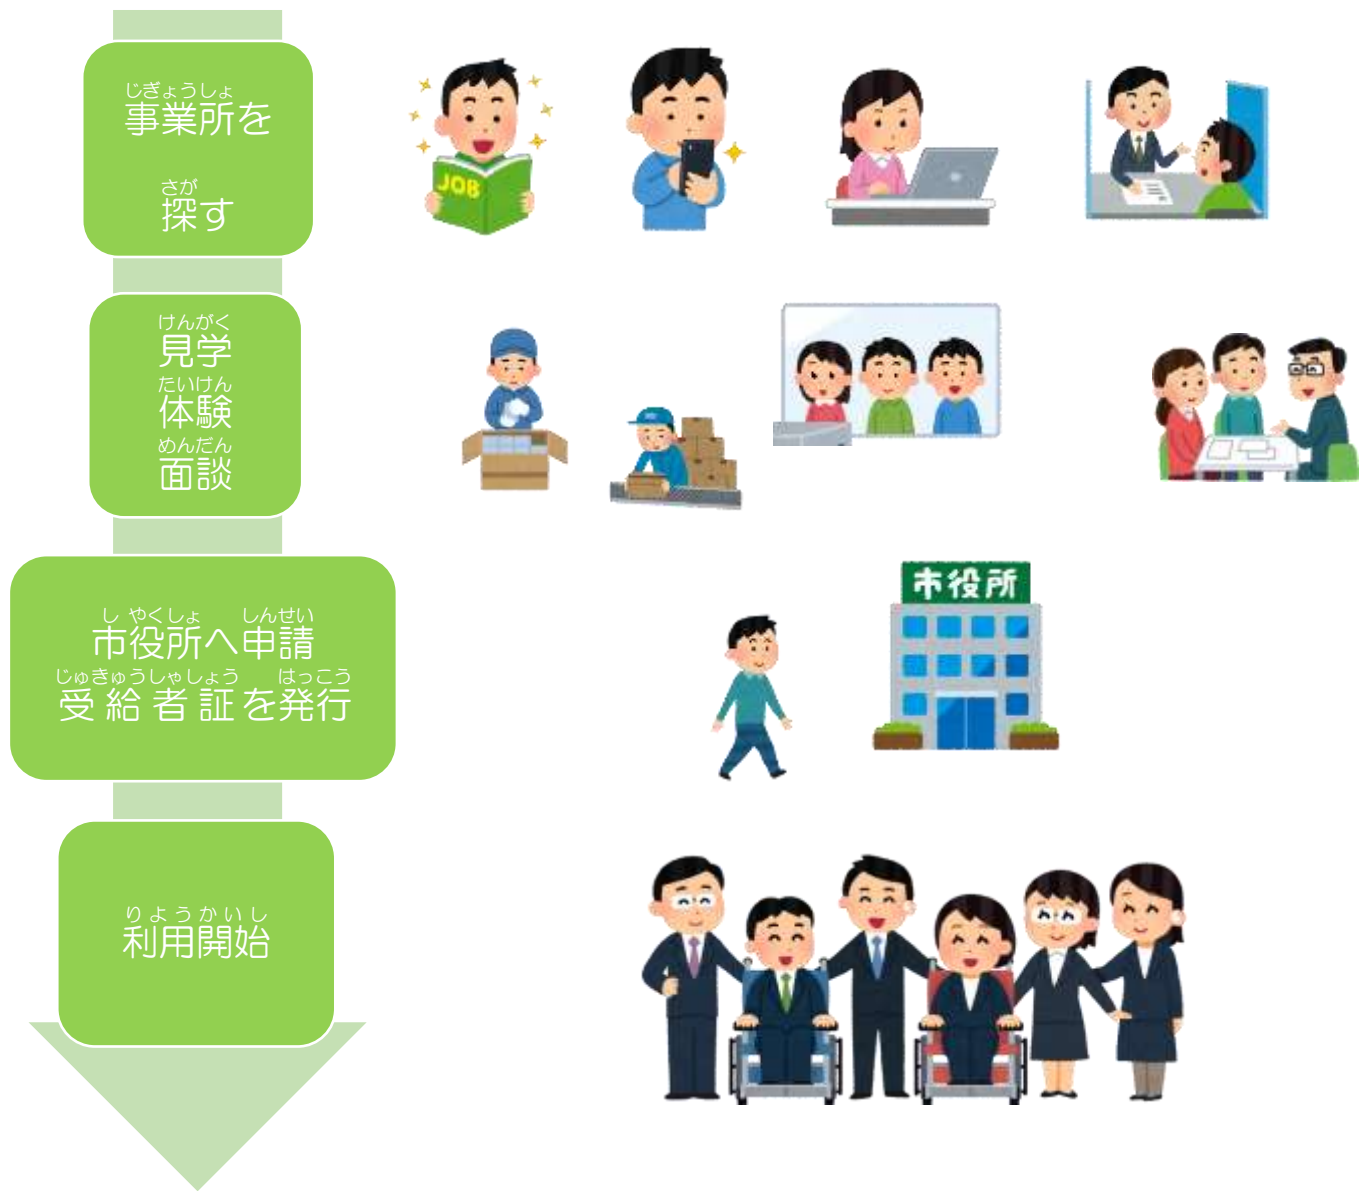 じぎょうしょ
事業所を
さが
探す
JOB
けんがく
見学
たいけん
体験
めんだん
面談
市役所
しやくしょ しんせい
市役所へ申請
じゅきゅうしゃしょう はっこう
受給者証を発行
りようかいし
利用開始